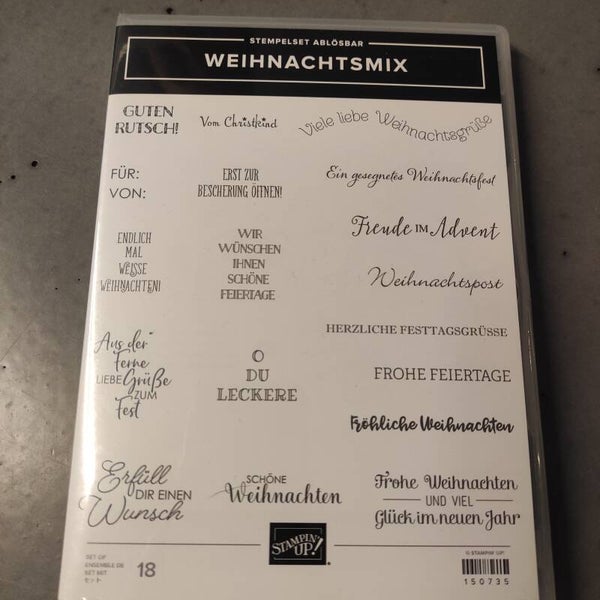 STEMPELSET ABLÖSBAR
WEIHNACHTSMIX
GUTEN
RUTSCH!
Vom Christkind
Viele liebe Weihnachtsgrüße
FÜR:
VON:
ERST ZUR
BESCHERUNG ÖFFNEN!
Ein gesegnetes Weihnachtsfest
ENDLICH
MAL
WEISSE
WEIHNACHTEN!
WIR
WÜNSCHEN
IHNEN
SCHÖNE
FEIERTAGE
Freude IM Advent
Weihnachtspost
HERZLICHE FESTTAGSGRÜSSE
Aus der
Ferne
LIEBE Grüße
ZUM
Fest
O
DU
LECKERE
FROHE FEIERTAGE
Fröhliche Weihnachten
Erfüll
DIR EINEN
Wunsch
SCHÖNE
Weihnachten
Frohe Weihnachten
UND VIEL
Glück im neuen Jahr
SET OF
ENSEMBLE DE
SET MIT
セット
18
STAMPIN' UP!
© STAMPIN' UP!
150735